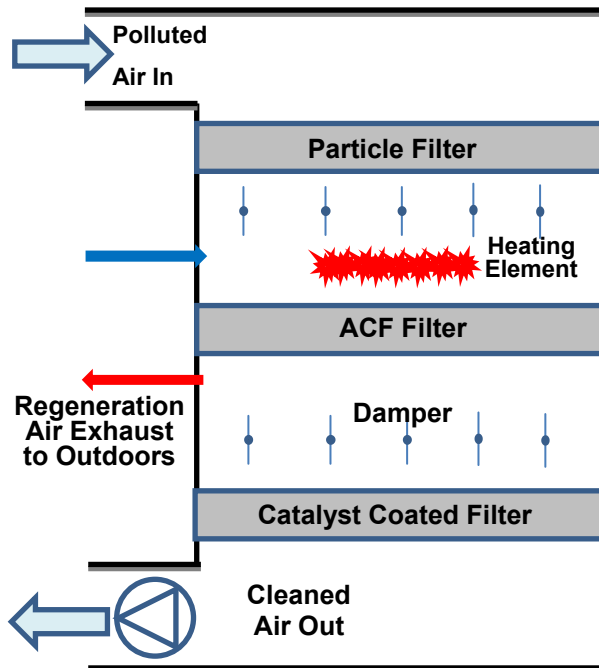 Polluted
Air In
Particle Filter
Heating
Element
ACF Filter
Regeneration
Air Exhaust
to Outdoors
Damper
Catalyst Coated Filter
Cleaned
Air Out